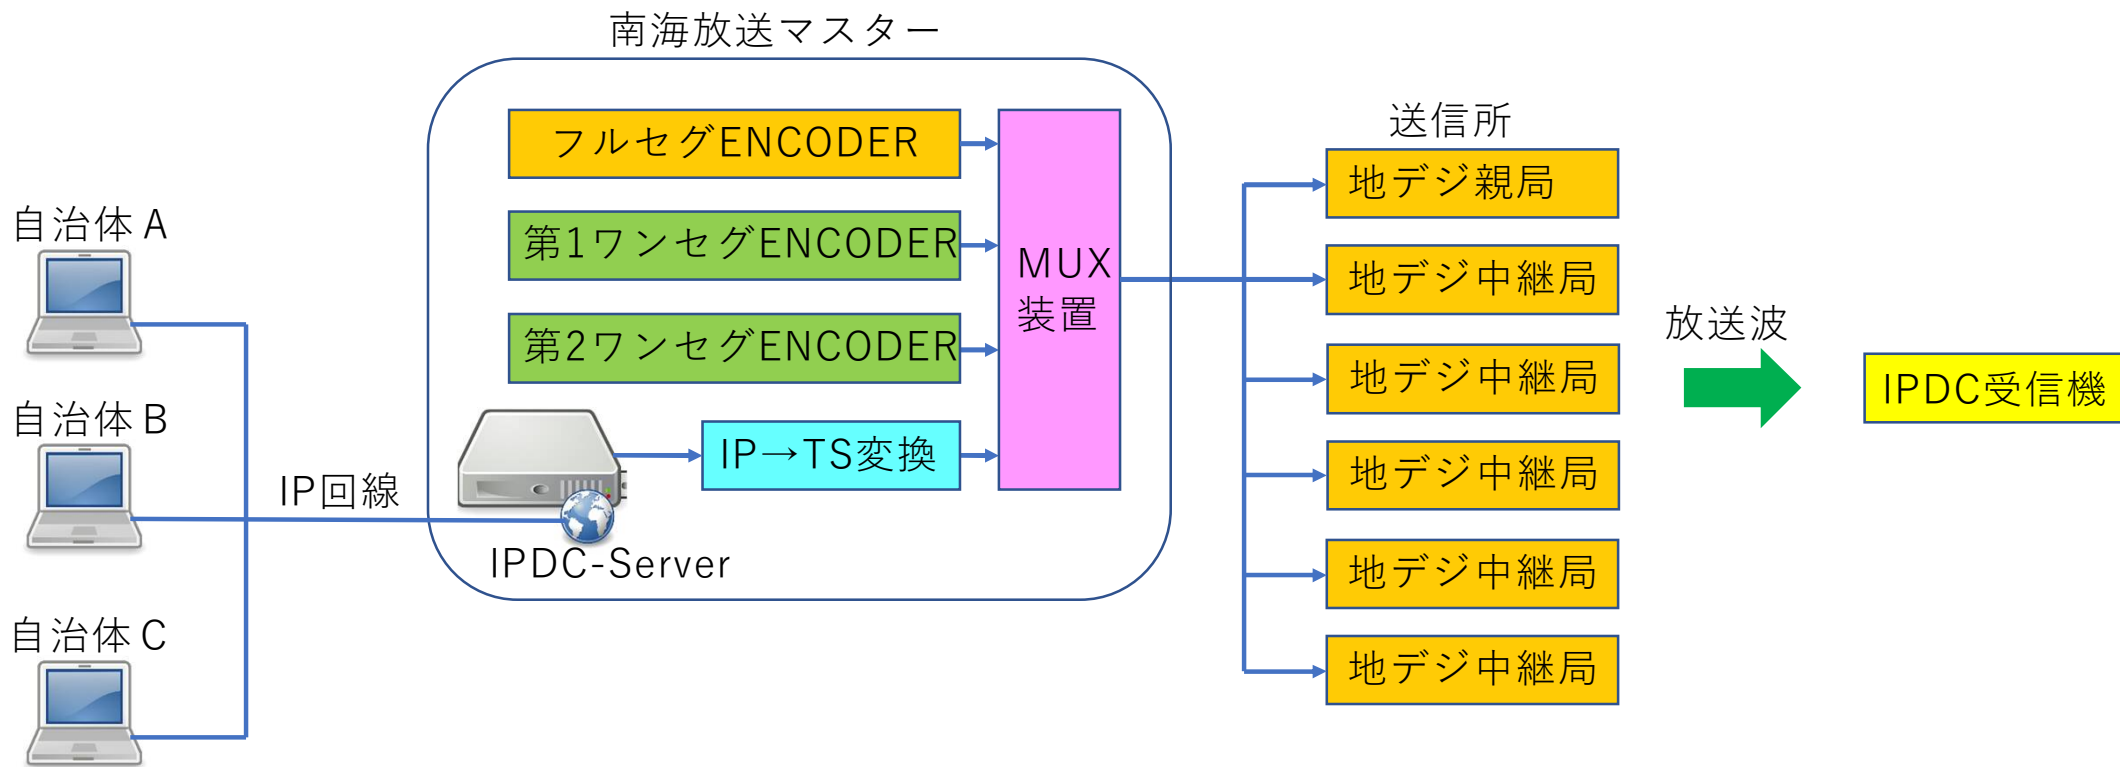 南海放送マスター
フルセグENCODER
第1ワンセグENCODER
第2ワンセグENCODER
IP→TS変換
MUX
装置
IPDC-Server
自治体A
自治体B
自治体C
IP回線
送信所
地デジ親局
地デジ中継局
地デジ中継局
地デジ中継局
地デジ中継局
地デジ中継局
放送波
IPDC受信機